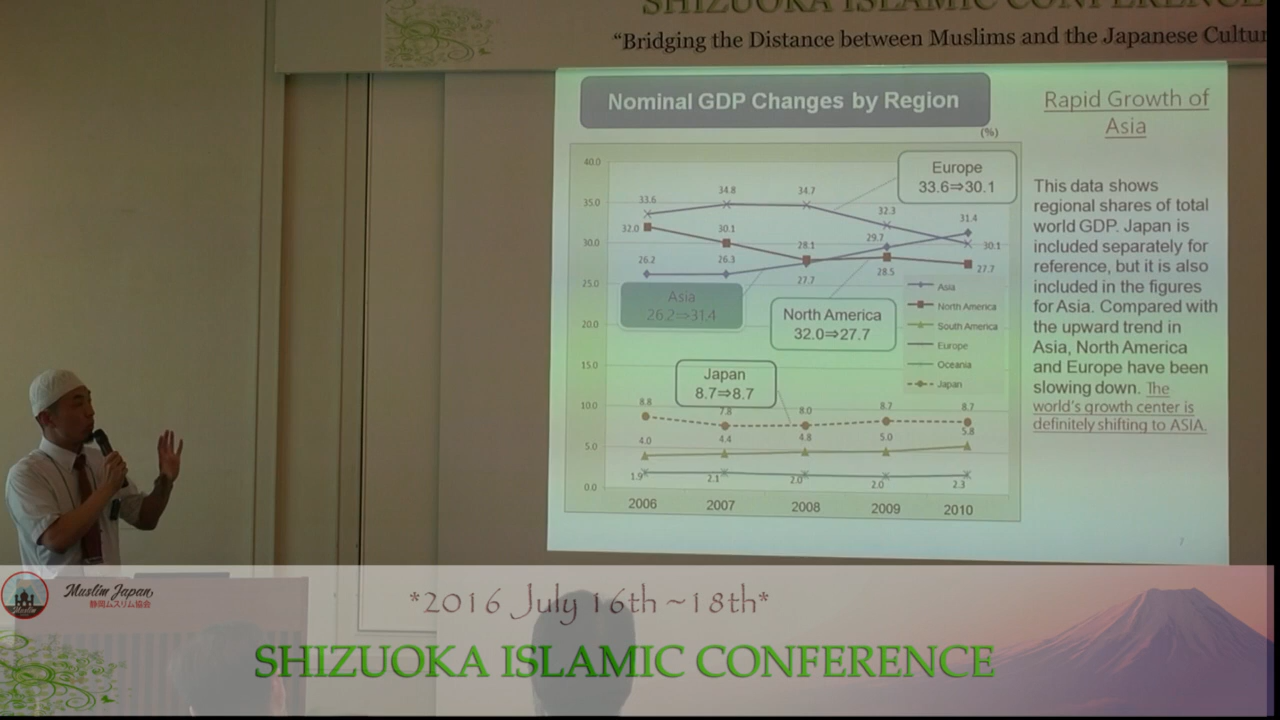 SHIZUOKA ISLAMIC CONFERENCE
"Bridging the Distance between Muslims and the Japanese Cultur
Nominal GDP Changes by Region
(%)
40.0
35.0
30.0
25.0
20.0
15.0
10.0
5.0
0.0
33.6
34.8
34.7
32.3
30.1
32.0
30.1
28.1
28.5
27.7
26.2
26.3
27.7
29.7
31.4
Europe
33.6⇒30.1
Asia
26.2⇒31.4
North America
32.0⇒27.7
Japan
8.7⇒8.7
Asia
North America
South America
Europe
Oceania
Japan
8.8
7.8
8.0
8.7
8.7
4.0
4.4
4.8
5.0
5.8
1.9
2.1
2.0
2.0
2.3
2006
2007
2008
2009
2010
Rapid Growth of
Asia
This data shows
regional shares of total
world GDP. Japan is
included separately for
reference, but it is also
included in the figures
for Asia. Compared with
the upward trend in
Asia, North America
and Europe have been
slowing down. The
world's growth center is
definitely shifting to ASIA.
7
Muslim Japan
静岡ムスリム協会
Muslim
*2016 July 16th ~18th*
SHIZUOKA ISLAMIC CONFERENCE